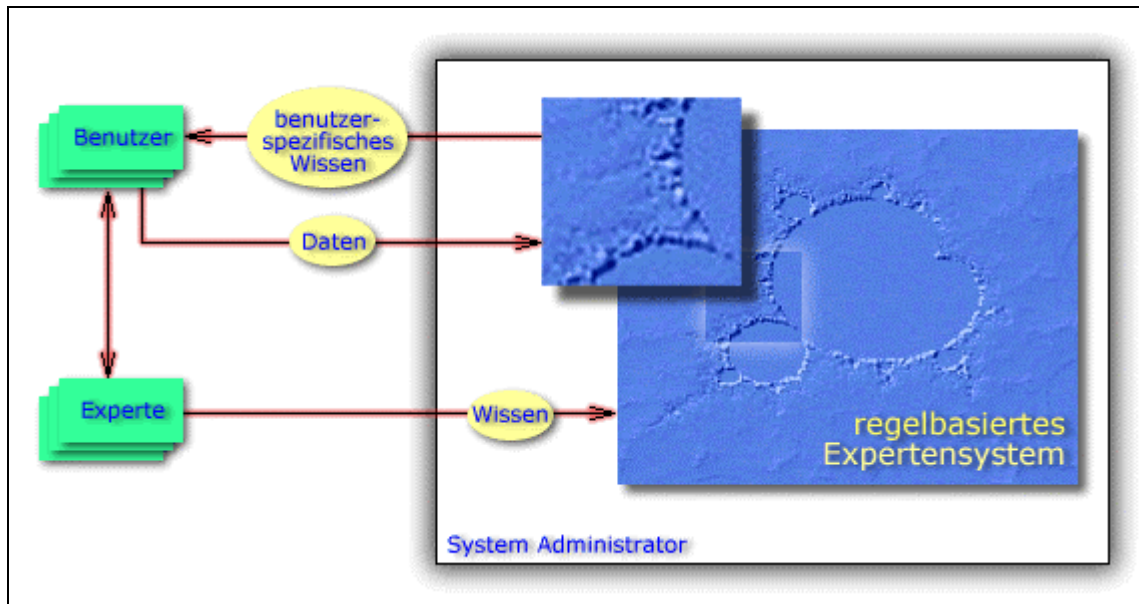 Benutzer
benutzer-
spezifisches
Wissen
Daten
Experte
Wissen
regelbasiertes
Expertensystem
System Administrator